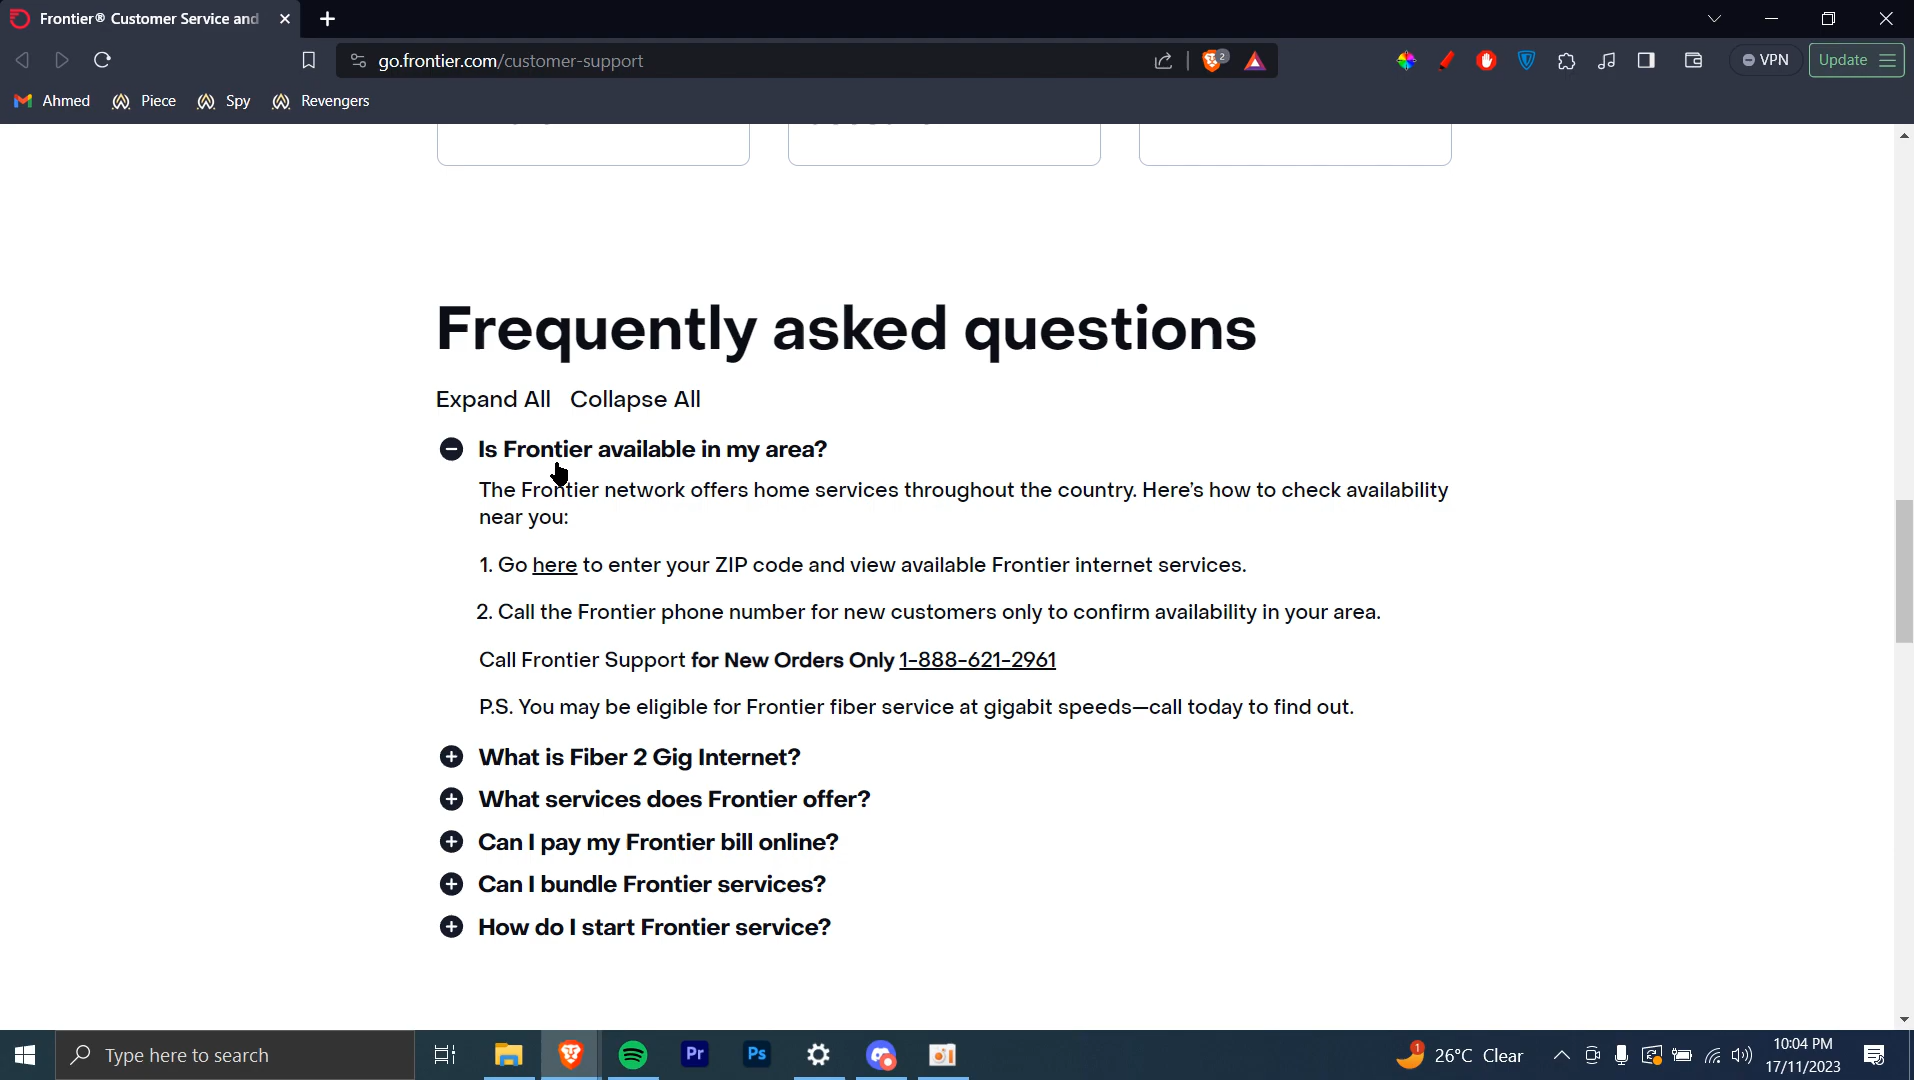 Frontier® Customer Service and
go.frontier.com/customer-support
2
VPN
Update
Ahmed
Piece
Spy
Revengers
Frequently asked questions
Expand All Collapse All
Is Frontier available in my area?
The Frontier network offers home services throughout the country. Here’s how to check availability
near you:
1. Go here to enter your ZIP code and view available Frontier internet services.
2. Call the Frontier phone number for new customers only to confirm availability in your area.
Call Frontier Support for New Orders Only 1-888-621-2961
P.S. You may be eligible for Frontier fiber service at gigabit speeds—call today to find out.
What is Fiber 2 Gig Internet?
What services does Frontier offer?
Can I pay my Frontier bill online?
Can I bundle Frontier services?
How do I start Frontier service?
Type here to search
Pr
Ps
1
26°C Clear
10:04 PM
17/11/2023